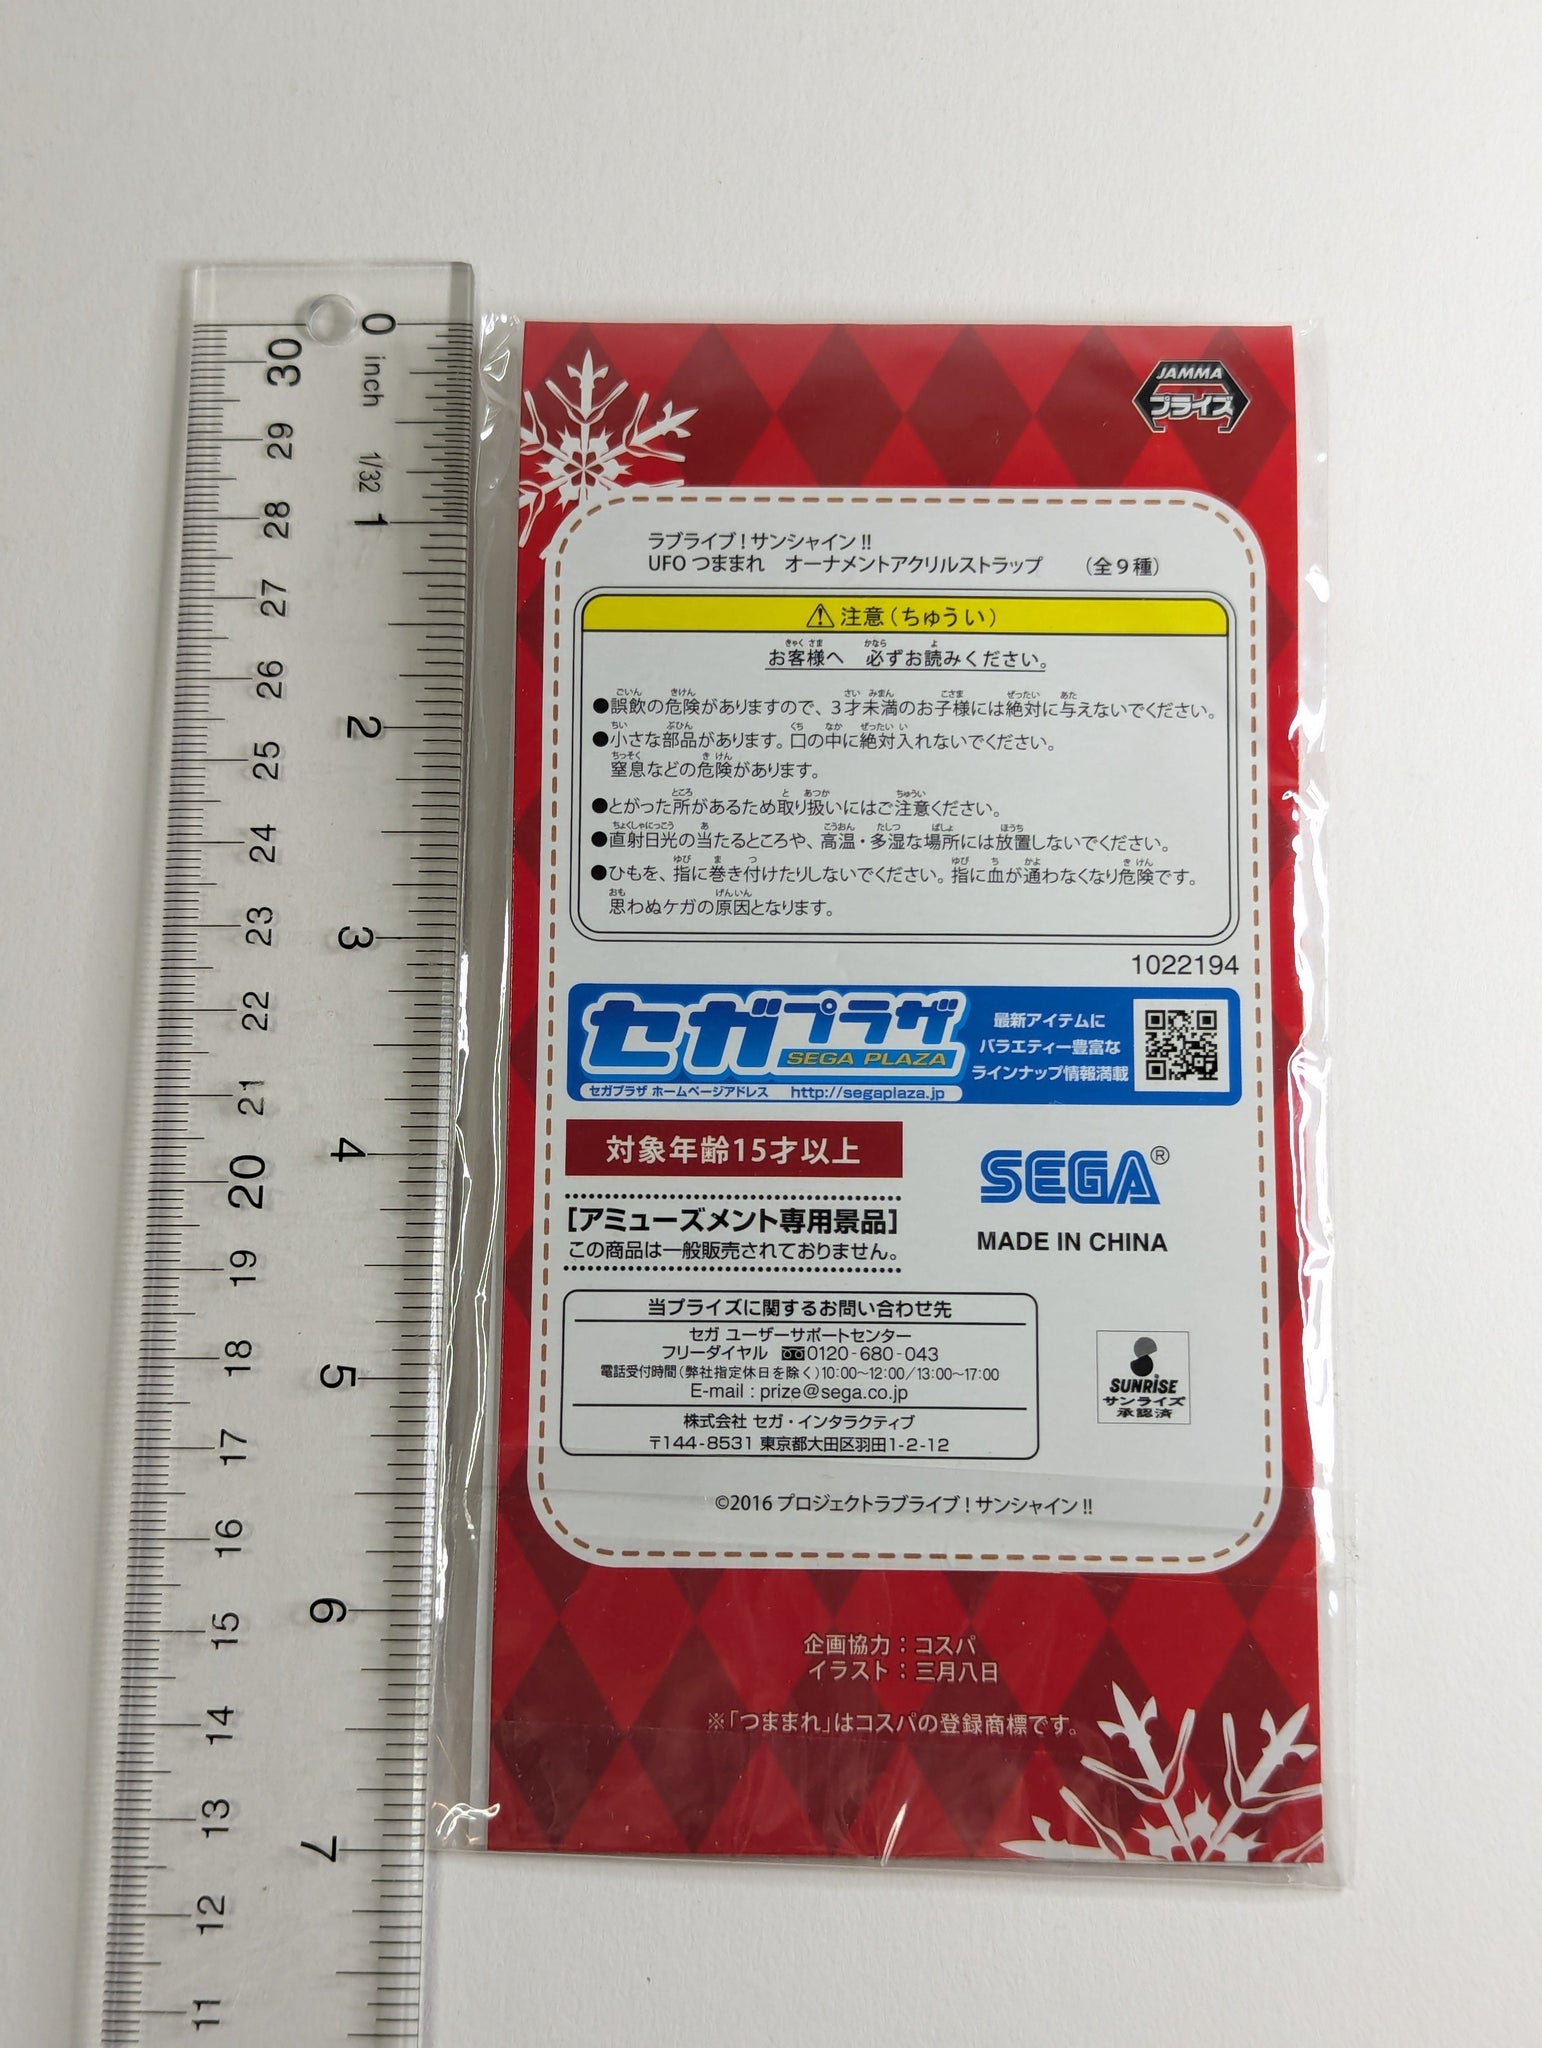 JAMMA
プライズ
ラブライブ！サンシャイン!!
UFO つままれ　オーナメントアクリルストラップ　（全９種）
⚠注意（ちゅうい）
お客様へ　必ずお読みください。
●誤飲の危険がありますので、３才未満のお子様には絶対に与えないでください。
●小さな部品があります。口の中に絶対入れないでください。
窒息などの危険があります。
●とがった所があるため取り扱いにはご注意ください。
●直射日光の当たるところや、高温・多湿な場所には放置しないでください。
●ひもを、指に巻き付けたりしないでください。指に血が通わなくなり危険です。
思わぬケガの原因となります。
1022194
セガプラザ
SEGA PLAZA
セガプラザ ホームページアドレス　http://segaplaza.jp
最新アイテムに
バラエティー豊富な
ラインナップ情報満載
対象年齢15才以上
[アミューズメント専用景品]
この商品は一般販売されておりません。
SEGA®
MADE IN CHINA
当プライズに関するお問い合わせ先
セガ ユーザーサポートセンター
フリーダイヤル　0120-680-043
電話受付時間（弊社指定休日を除く）10:00～12:00／13:00～17:00
E-mail : prize@sega.co.jp
株式会社 セガ・インタラクティブ
〒144-8531 東京都大田区羽田1-2-12
SUNRISE
サンライズ
承認済
©2016 プロジェクトラブライブ！サンシャイン!!
企画協力：コスパ
イラスト：三月八日
※「つままれ」はコスパの登録商標です。
0 inch 1/32 1 2 3 4 5 6 7
30 29 28 27 26 25 24 23 22 21 20 19 18 17 16 15 14 13 12 11